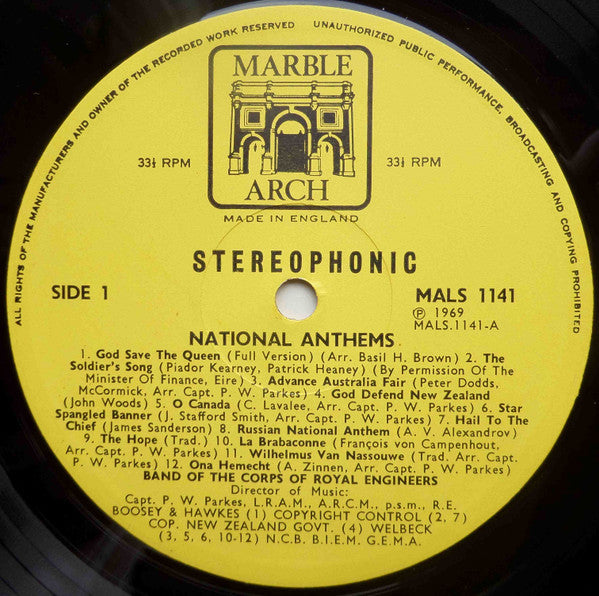 ALL RIGHTS OF THE MANUFACTURERS AND OWNER OF THE RECORDED WORK RESERVED
UNAUTHORIZED PUBLIC PERFORMANCE, BROADCASTING AND COPYING PROHIBITED
MARBLE
ARCH
33⅓ RPM
33⅓ RPM
MADE IN ENGLAND
STEREOPHONIC
SIDE 1
MALS 1141
Ⓟ 1969
MALS.1141-A
NATIONAL ANTHEMS
1. God Save The Queen (Full Version) (Arr. Basil H. Brown) 2. The
Soldier's Song (Piador Kearney, Patrick Heaney) (By Permission Of The
Minister Of Finance, Eire) 3. Advance Australia Fair (Peter Dodds,
McCormick, Arr. Capt. P. W. Parkes) 4. God Defend New Zealand
(John Woods) 5. O Canada (C. Lavalee, Arr. Capt. P. W. Parkes) 6. Star
Spangled Banner (J. Stafford Smith, Arr. Capt. P. W. Parkes) 7. Hail To The
Chief (James Sanderson) 8. Russian National Anthem (A. V. Alexandrov)
9. The Hope (Trad.) 10. La Brabaconne (François von Campenhout,
Arr. Capt. P. W. Parkes) 11. Wilhelmus Van Nassouwe (Trad. Arr. Capt.
P. W. Parkes) 12. Ona Hemecht (A. Zinnen, Arr. Capt. P. W. Parkes)
BAND OF THE CORPS OF ROYAL ENGINEERS
Director of Music:
Capt. P. W. Parkes, L.R.A.M., A.R.C.M., p.s.m., R.E.
BOOSEY & HAWKES (1) COPYRIGHT CONTROL (2, 7)
COP. NEW ZEALAND GOVT. (4) WELBECK
(3, 5, 6, 10-12) N.C.B. B.I.E.M. G.E.M.A.